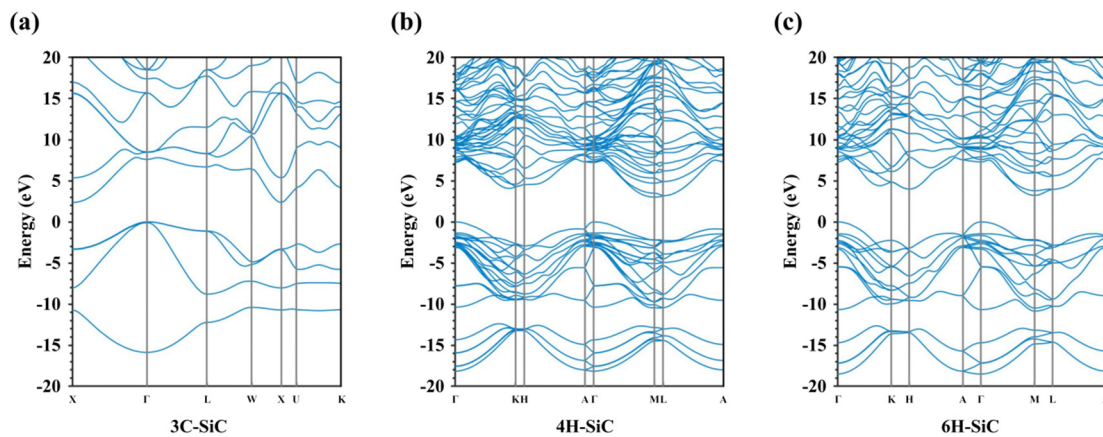 (a)
(b)
(c)
Energy (eV)
20
15
10
5
0
-5
-10
-15
-20
X Γ L W X U K
3C-SiC
Energy (eV)
20
15
10
5
0
-5
-10
-15
-20
Γ K H A Γ M L A
4H-SiC
Energy (eV)
20
15
10
5
0
-5
-10
-15
-20
Γ K H A Γ M L
6H-SiC